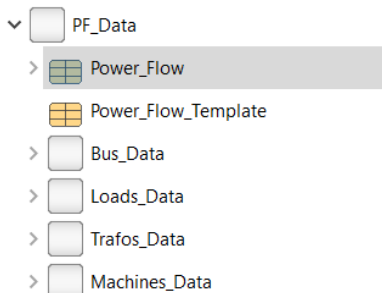 PF_Data
Power_Flow
Power_Flow_Template
Bus_Data
Loads_Data
Trafos_Data
Machines_Data